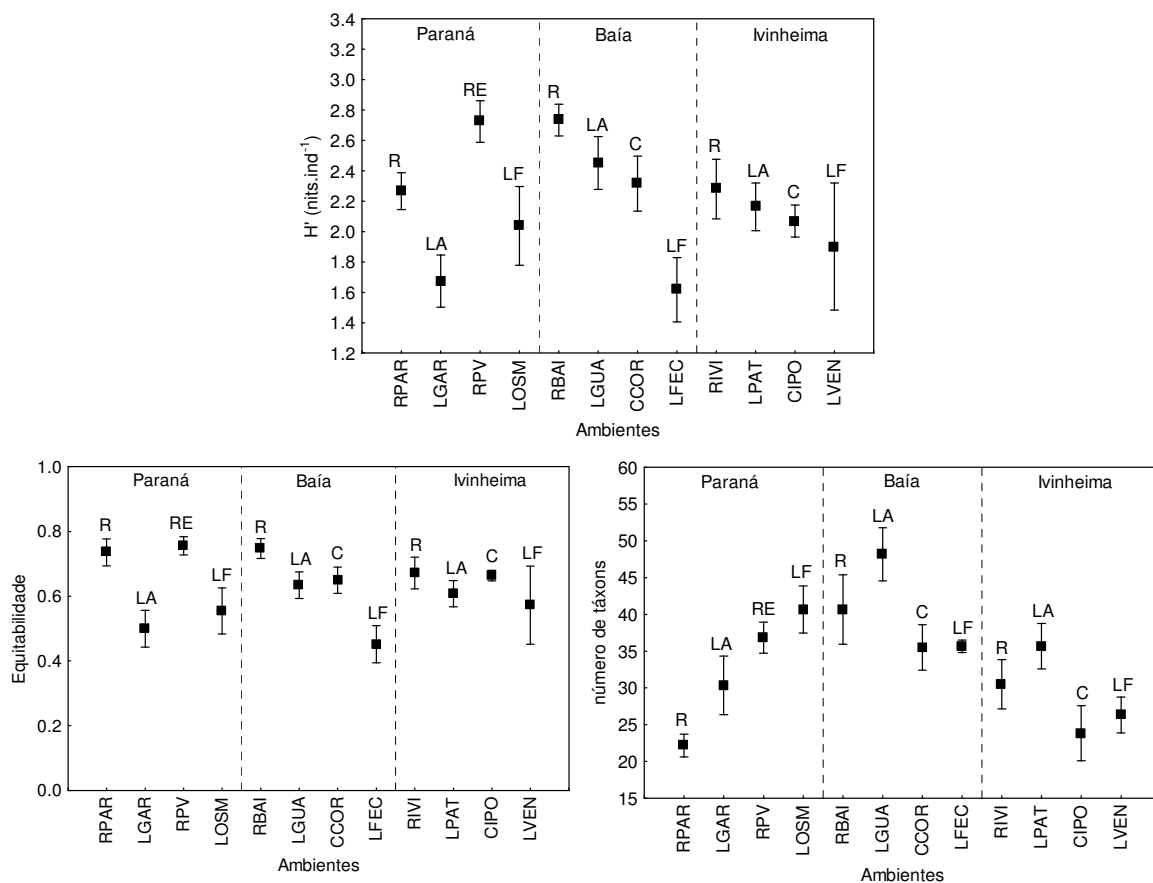 Paraná Baía Ivinheima
3.4
3.2
3.0
2.8
2.6
2.4
2.2
2.0
1.8
1.6
1.4
1.2
H' (nits.ind⁻¹)
R LA RE LF R LA C LF R LA C LF
RPAR LGAR RPV LOSM RBAI LGUA CCOR LFEC RIVI LPAT CIPO LVEN
Ambientes
Paraná Baía Ivinheima
1.0
0.8
0.6
0.4
0.2
0.0
Equitabilidade
R LA RE LF R LA C LF R LA C LF
RPAR LGAR RPV LOSM RBAI LGUA CCOR LFEC RIVI LPAT CIPO LVEN
Ambientes
Paraná Baía Ivinheima
60
55
50
45
40
35
30
25
20
15
número de táxons
R LA RE LF R LA C LF R LA C LF
RPAR LGAR RPV LOSM RBAI LGUA CCOR LFEC RIVI LPAT CIPO LVEN
Ambientes